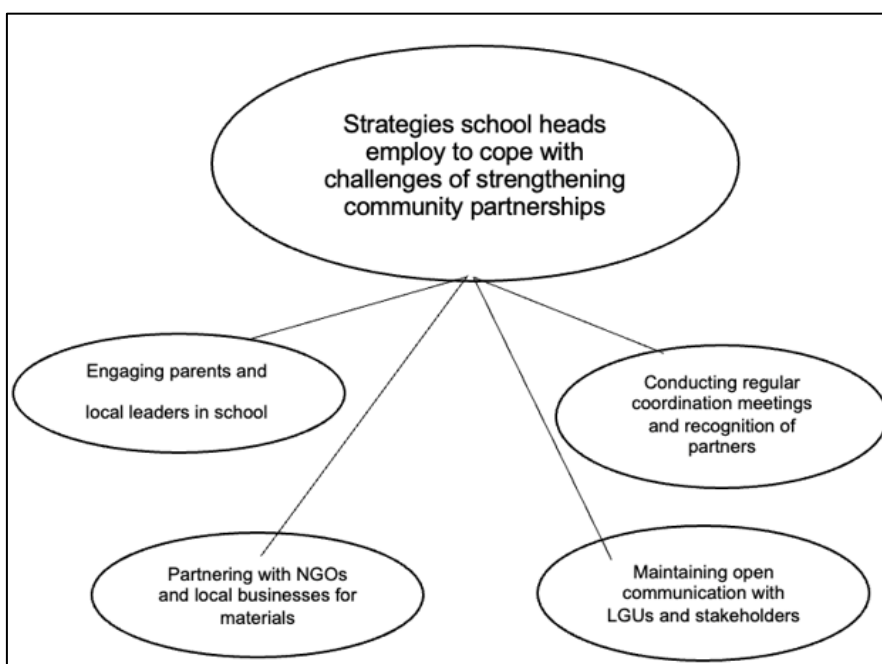 Strategies school heads
employ to cope with
challenges of strengthening
community partnerships
Engaging parents and
local leaders in school
Conducting regular
coordination meetings
and recognition of
partners
Partnering with NGOs
and local businesses for
materials
Maintaining open
communication with
LGUs and stakeholders